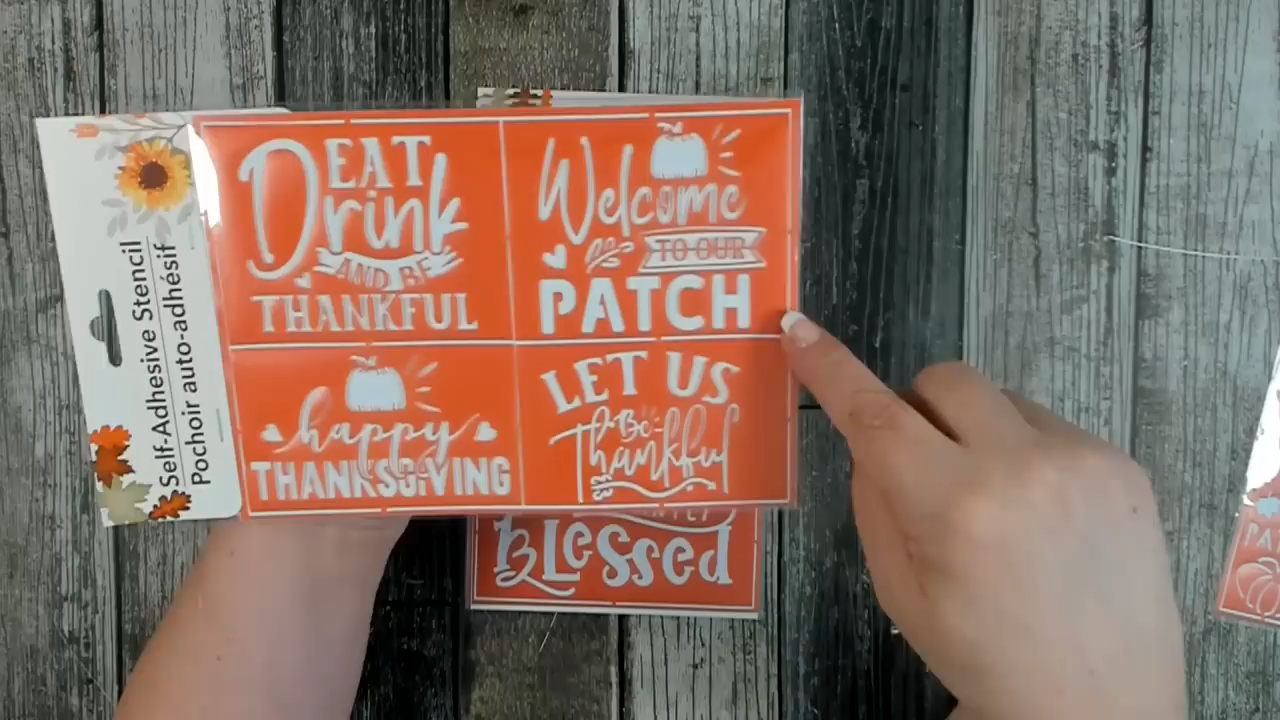 Self-Adhesive Stencil
Pochoir auto-adhésif
EAT
Drink
AND BE
THANKFUL
Welcome
TO OUR
PATCH
happy
THANKSGIVING
LET US
Be
Thankful
Blessed